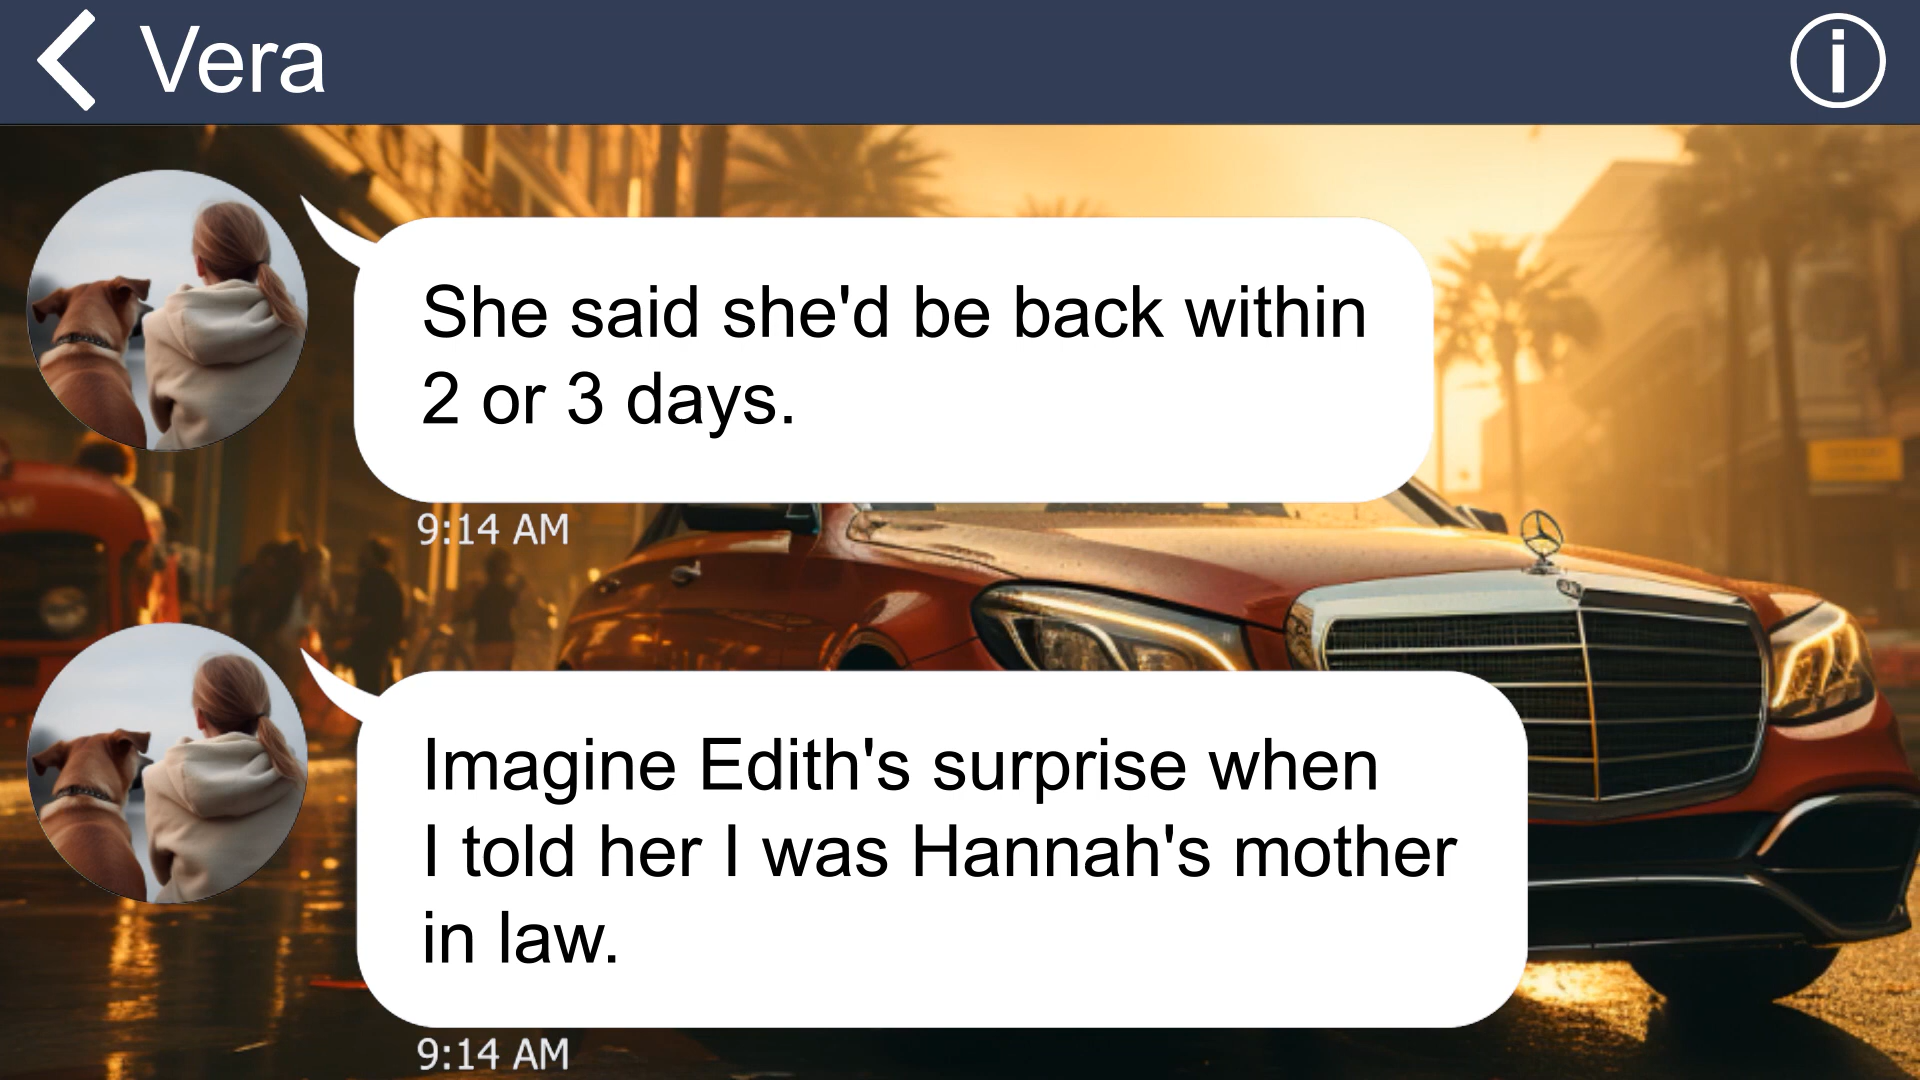 Vera
She said she'd be back within
2 or 3 days.
9:14 AM
Imagine Edith's surprise when
I told her I was Hannah's mother
in law.
9:14 AM